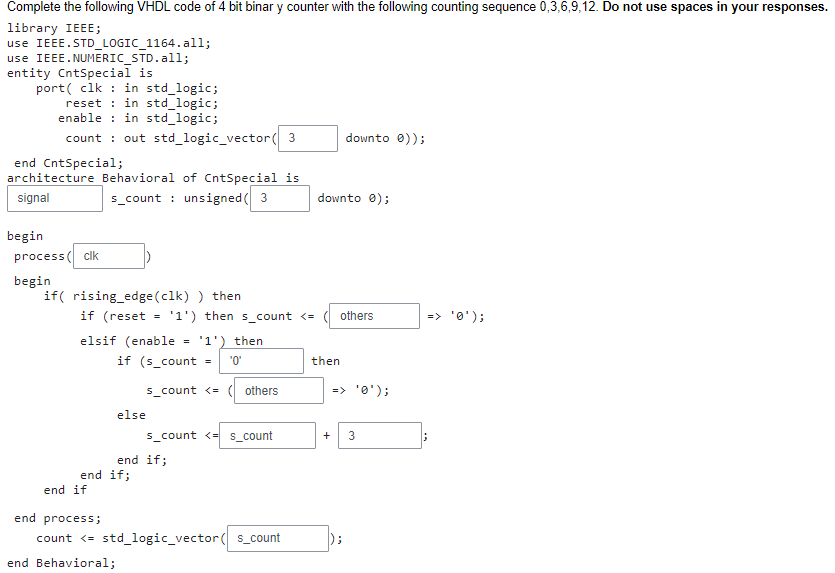 Complete the following VHDL code of 4 bit binar y counter with the following counting sequence 0,3,6,9,12. Do not use spaces in your responses.
library IEEE;
use IEEE.STD_LOGIC_1164.all;
use IEEE.NUMERIC_STD.all;
entity CntSpecial is
port( clk : in std_logic;
reset : in std_logic;
enable : in std_logic;
count : out std_logic_vector( 3 downto 0));
end CntSpecial;
architecture Behavioral of CntSpecial is
signal s_count : unsigned( 3 downto 0);
begin
process( clk )
begin
if( rising_edge(clk) ) then
if (reset = '1') then s_count <= ( others => '0');
elsif (enable = '1') then
if (s_count = '0' then
s_count <= ( others => '0');
else
s_count <= s_count + 3 ;
end if;
end if;
end if
end process;
count <= std_logic_vector( s_count );
end Behavioral;